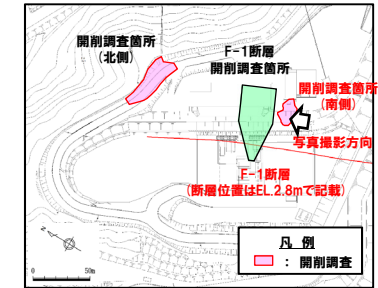 開削調査箇所
(北側)
F-1断層
開削調査箇所
開削調査箇所
(南側)
写真撮影方向
F-1断層
(断層位置はEL.2.8mで記載)
N
0 50m
凡 例
: 開削調査